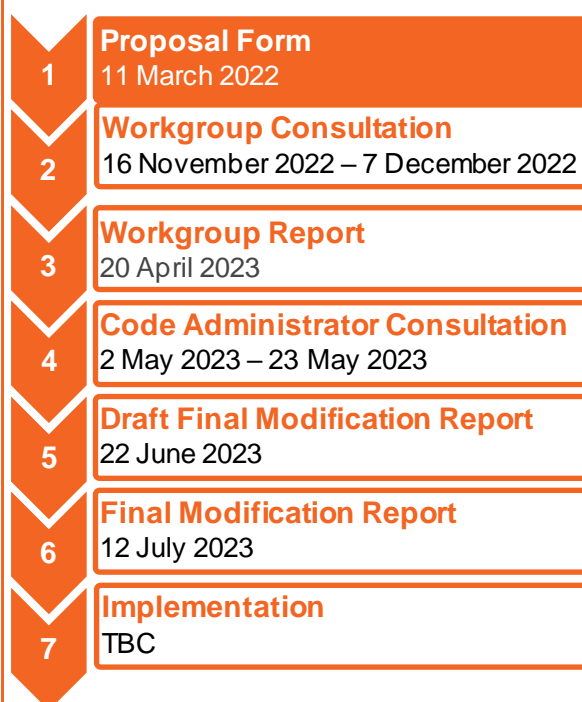 1
Proposal Form
11 March 2022
2
Workgroup Consultation
16 November 2022 – 7 December 2022
3
Workgroup Report
20 April 2023
4
Code Administrator Consultation
2 May 2023 – 23 May 2023
5
Draft Final Modification Report
22 June 2023
6
Final Modification Report
12 July 2023
7
Implementation
TBC